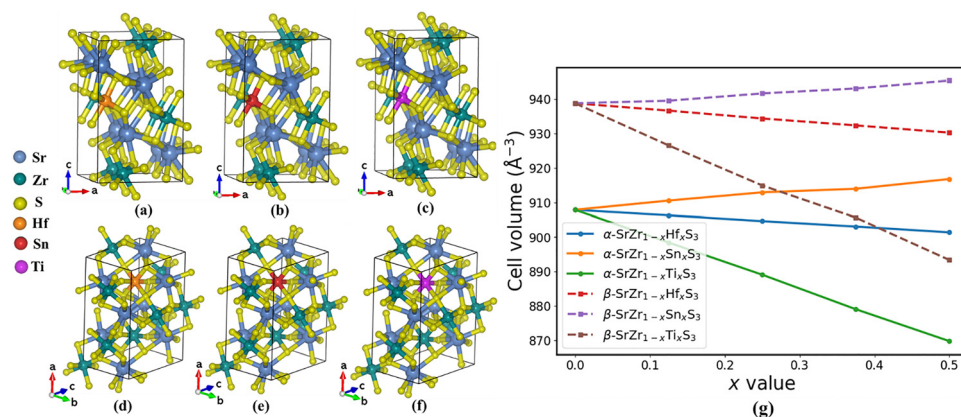 Sr
Zr
S
Hf
Sn
Ti
c
a
(a)
c
a
(b)
c
a
(c)
a
c
b
(d)
a
c
b
(e)
a
c
b
(f)
Cell volume (Å⁻³)
940
930
920
910
900
890
880
870
α-SrZr₁₋ₓHfₓS₃
α-SrZr₁₋ₓSnₓS₃
α-SrZr₁₋ₓTiₓS₃
β-SrZr₁₋ₓHfₓS₃
β-SrZr₁₋ₓSnₓS₃
β-SrZr₁₋ₓTiₓS₃
0.0 0.1 0.2 0.3 0.4 0.5
x value
(g)